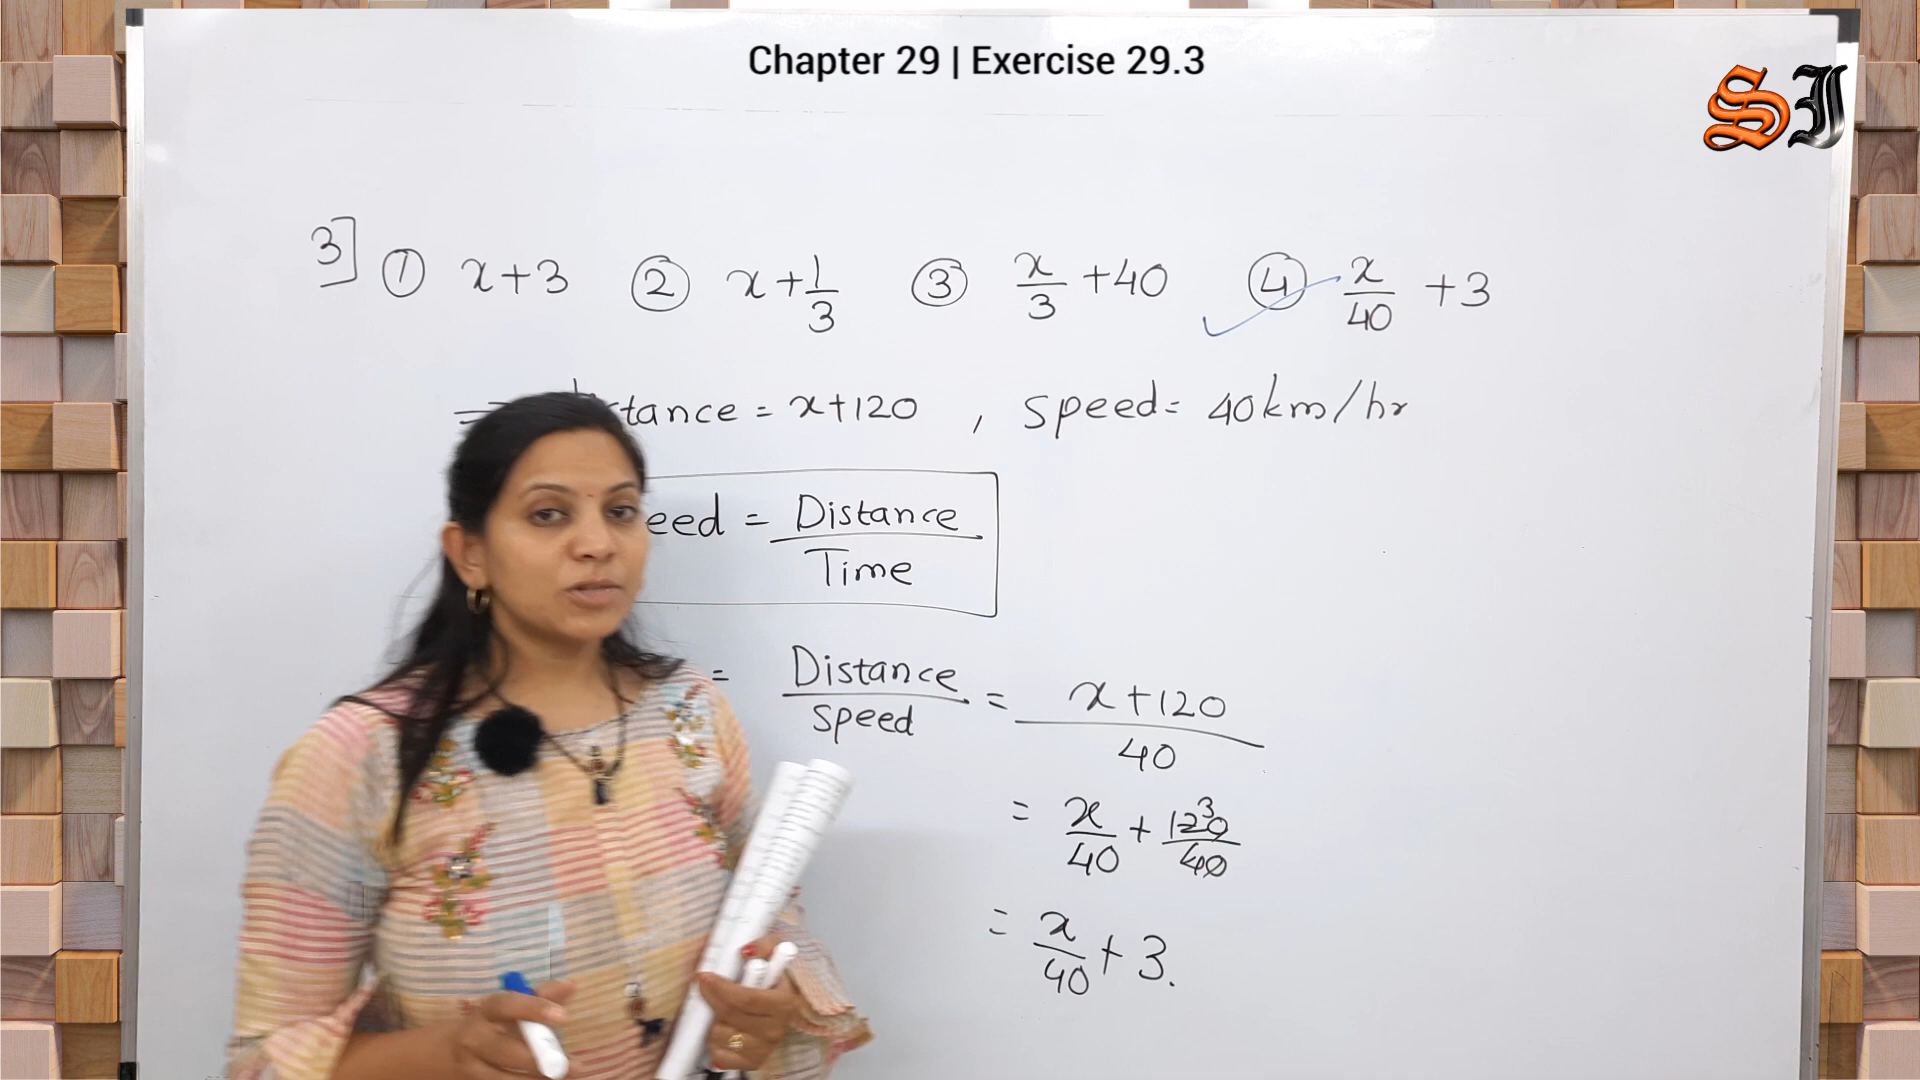 Chapter 29 | Exercise 29.3
SJ
3] ① x+3 ② x+1/3 ③ x/3 +40 ④ x/40 +3
tance = x+120 , speed = 40km/hr
eed = Distance/Time
= Distance/speed = x+120/40
= x/40 + 120/40 3
= x/40 + 3.